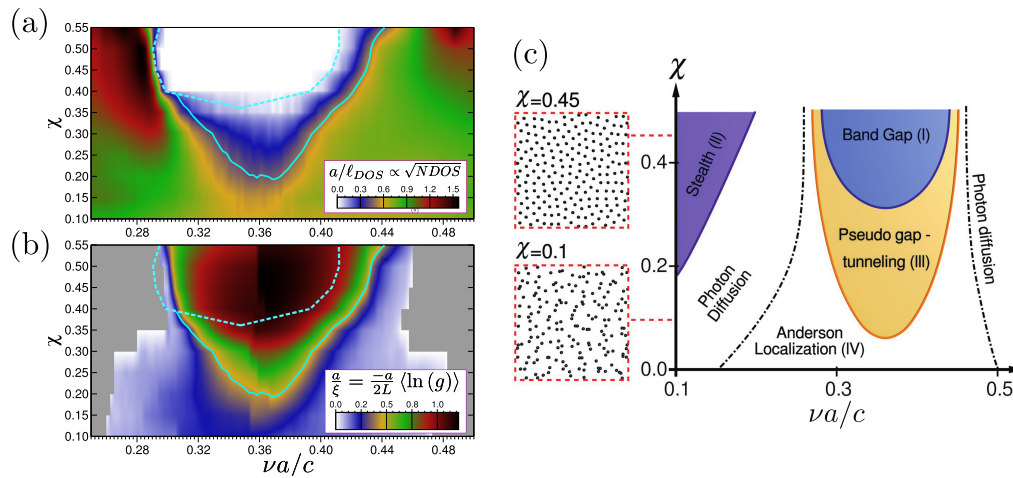 (a)
0.55
0.50
0.45
0.40
0.35
0.30
0.25
0.20
0.15
0.10
χ
a/ℓ_DOS ∝ √NDOS
0.0 0.3 0.6 0.9 1.2 1.5
0.28 0.32 0.36 0.40 0.44
(b)
0.55
0.50
0.45
0.40
0.35
0.30
0.25
0.20
0.15
0.10
χ
a/ξ = -a/2L ⟨ln (g)⟩
0.0 0.2 0.5 0.8 1.0
0.28 0.32 0.36 0.40 0.44
νa/c
(c)
χ=0.45
χ=0.1
χ
0.4
0.2
0.0
Stealth (II)
Band Gap (I)
Pseudo gap -
tunneling (III)
Photon
Diffusion
Anderson
Localization (IV)
Photon diffusion
0.1 0.3 0.5
νa/c